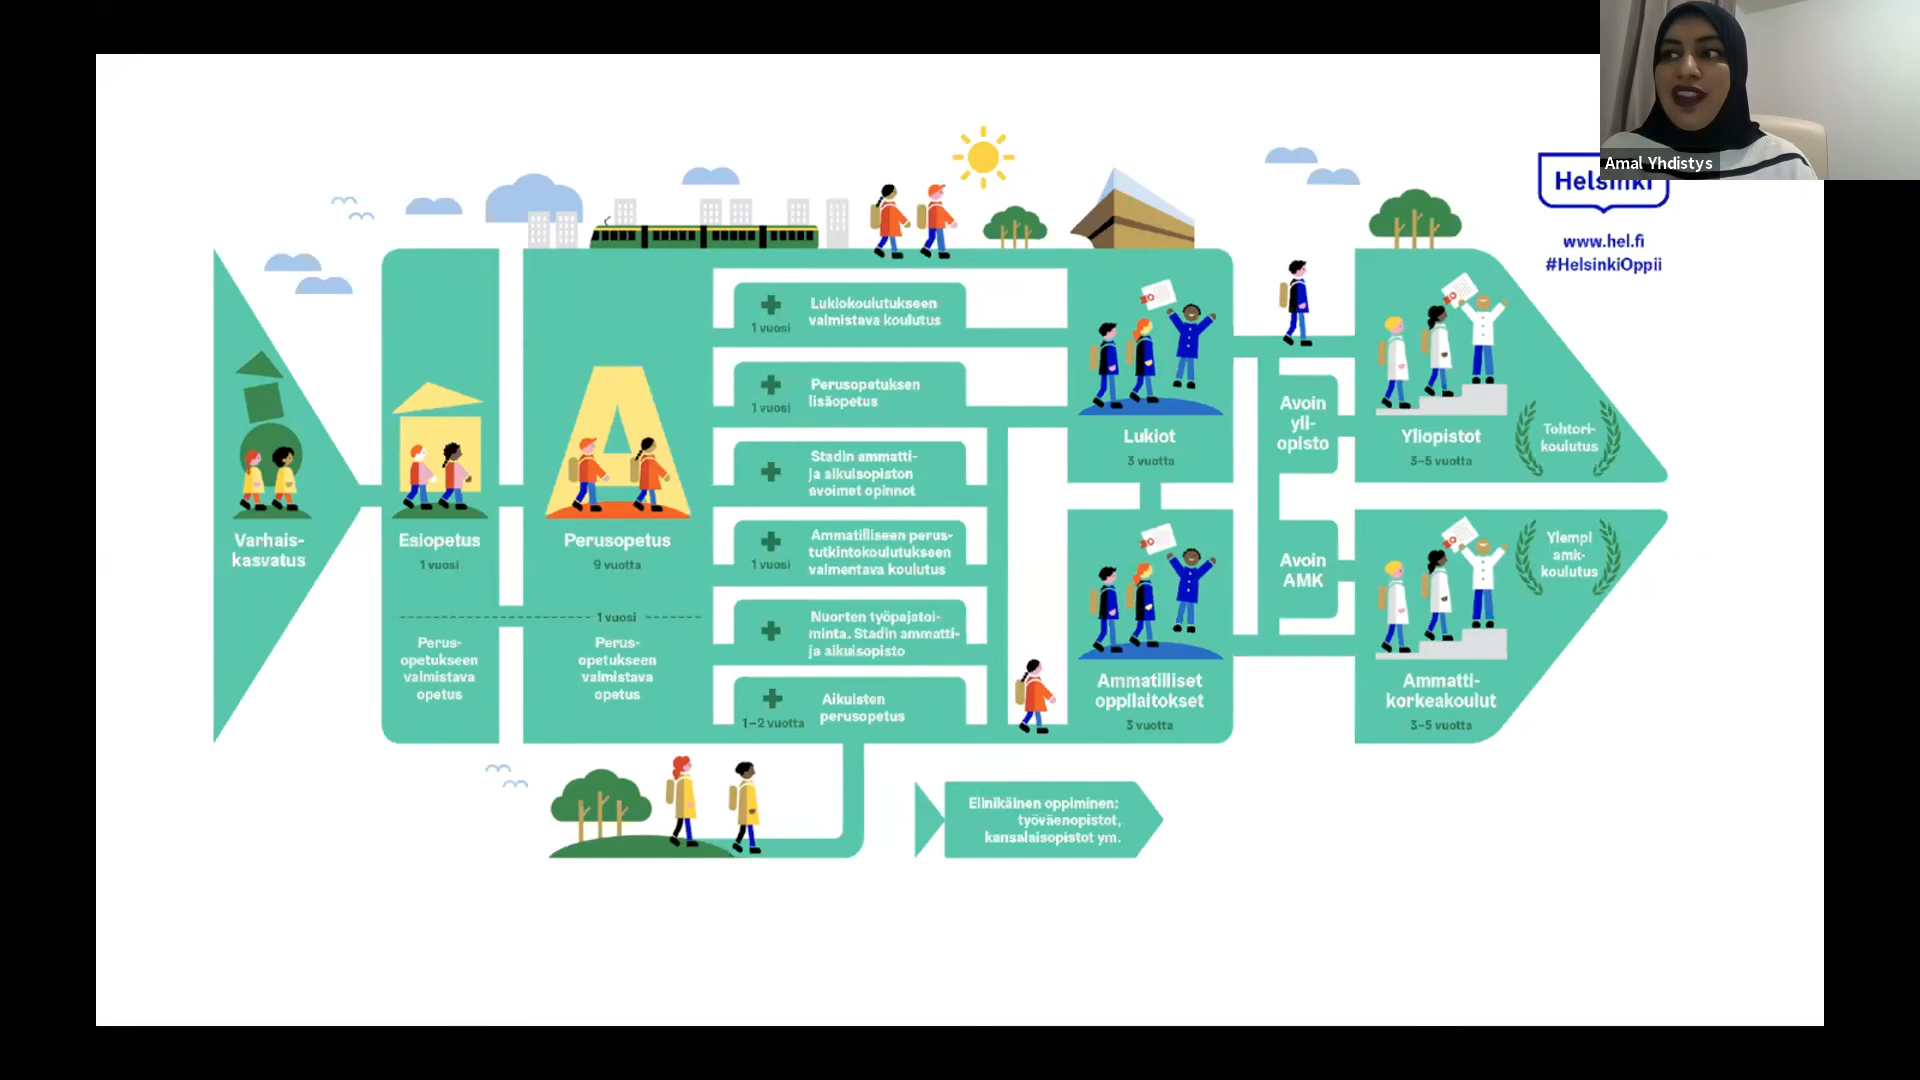 Amal Yhdistys
Helsinki
www.hel.fi
#HelsinkiOppii
Varhais-
kasvatus
Esiopetus
1 vuosi
Perus-
opetukseen
valmistava
opetus
Perusopetus
9 vuotta
1 vuosi
Perus-
opetukseen
valmistava
opetus
1 vuosi
Lukiokoulutukseen
valmistava koulutus
1 vuosi
Perusopetuksen
lisäopetus
Stadin ammatti-
ja aikuisopiston
avoimet opinnot
1 vuosi
Ammatilliseen perus-
tutkintokoulutukseen
valmentava koulutus
Nuorten työpajatoi-
minta. Stadin ammatti-
ja aikuisopisto
1–2 vuotta
Aikuisten
perusopetus
Lukiot
3 vuotta
Ammatilliset
oppilaitokset
3 vuotta
Avoin
yli-
opisto
Avoin
AMK
Yliopistot
3–5 vuotta
Tohtori-
koulutus
Ammatti-
korkeakoulut
3–5 vuotta
Ylempi
amk-
koulutus
Elinikäinen oppiminen:
työväenopistot,
kansalaisopistot ym.